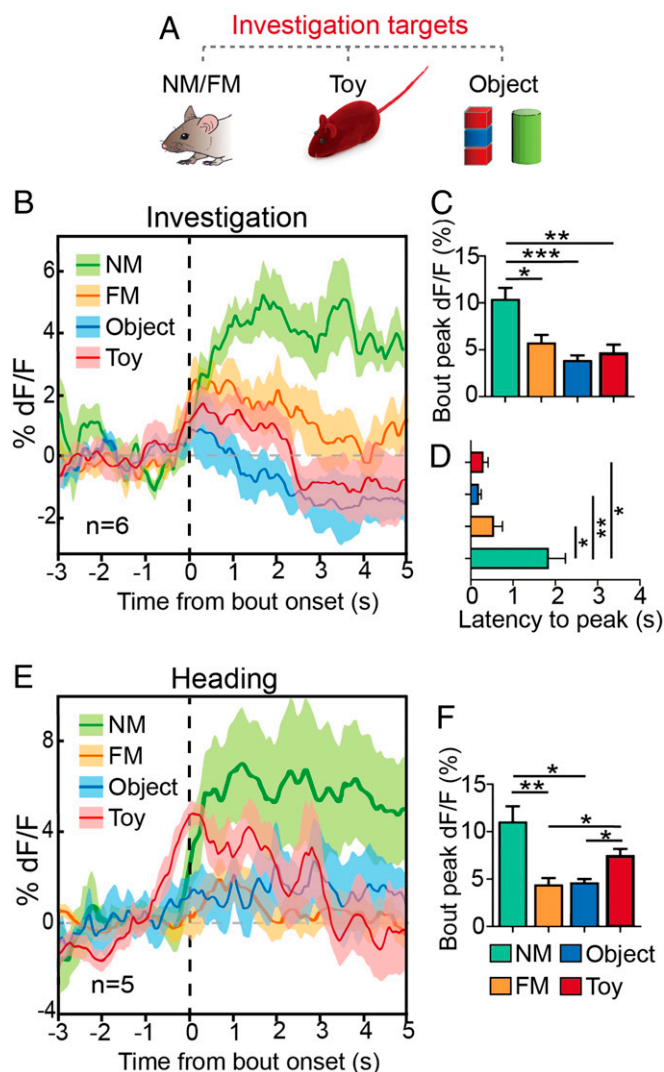 A
Investigation targets
NM/FM Toy Object
B
Investigation
NM
FM
Object
Toy
% dF/F
6
4
2
0
-2
n=6
-3 -2 -1 0 1 2 3 4 5
Time from bout onset (s)
C
Bout peak dF/F (%)
15
10
5
0
**
***
*
D
*
**
*
0 1 2 3 4
Latency to peak (s)
E
Heading
NM
FM
Object
Toy
% dF/F
8
4
0
-4
n=5
-3 -2 -1 0 1 2 3 4 5
Time from bout onset (s)
F
Bout peak dF/F (%)
15
10
5
0
*
**
*
*
NM Object
FM Toy